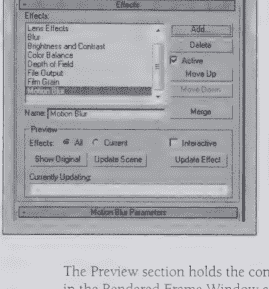 - Effects
Effects:
Lens Effects
Blur
Brightness and Contrast
Color Balance
Depth of Field
File Output
Film Grain
Motion Blur
Add...
Delete
Active
Move Up
Move Down
Name: Motion Blur
Merge
Preview
Effects: All Current Interactive
Show Original Update Scene Update Effect
Currently Updating:
- Motion Blur Parameters
The Preview section holds the con
in the Rendered Frame Window